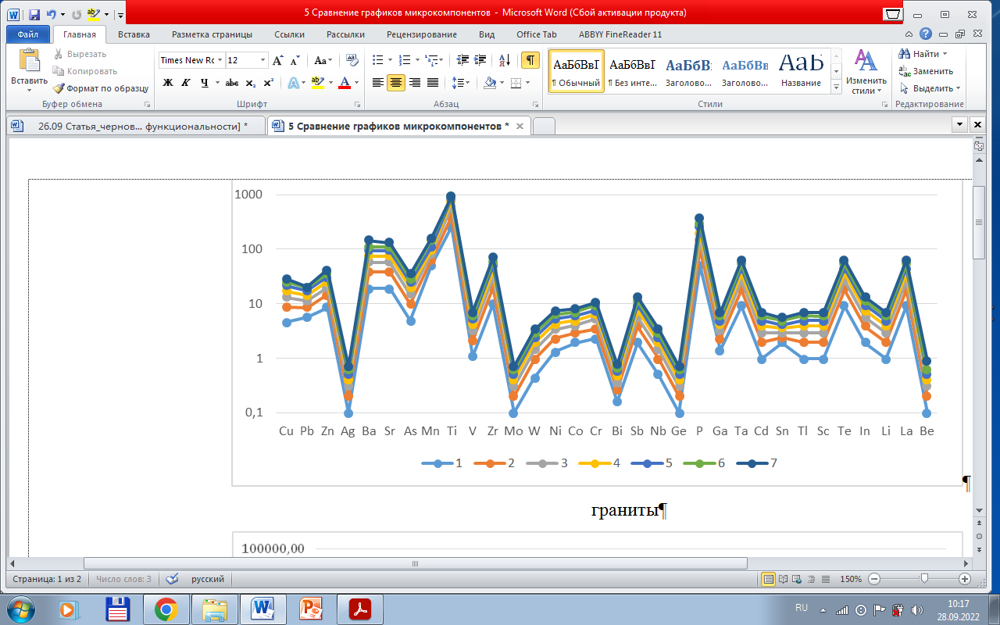 5 Сравнение графиков микрокомпонентов - Microsoft Word (Сбой активации продукта)
Файл Главная Вставка Разметка страницы Ссылки Рассылки Рецензирование Вид Office Tab ABBYY FineReader 11
Вставить
Вырезать
Копировать
Формат по образцу
Буфер обмена
Times New Rc 12
Ж К Ч abc x₂ x²
Шрифт
Абзац
АаБбВвГ АаБбВвГ АаБбВ АаБбВв АаБ
¶ Обычный ¶ Без инте... Заголово... Заголово... Название
Стили
Изменить стили
Найти
Заменить
Выделить
Редактирование
26.09 Статья_чернов... функциональности] *
5 Сравнение графиков микрокомпонентов *
1000
100
10
1
0,1
Cu Pb Zn Ag Ba Sr As Mn Ti V Zr Mo W Ni Co Cr Bi Sb Nb Ge P Ga Ta Cd Sn Tl Sc Te In Li La Be
1 2 3 4 5 6 7
¶
граниты¶
100000,00
Страница: 1 из 2 Число слов: 3 русский 150%
RU 10:17
28.09.2022